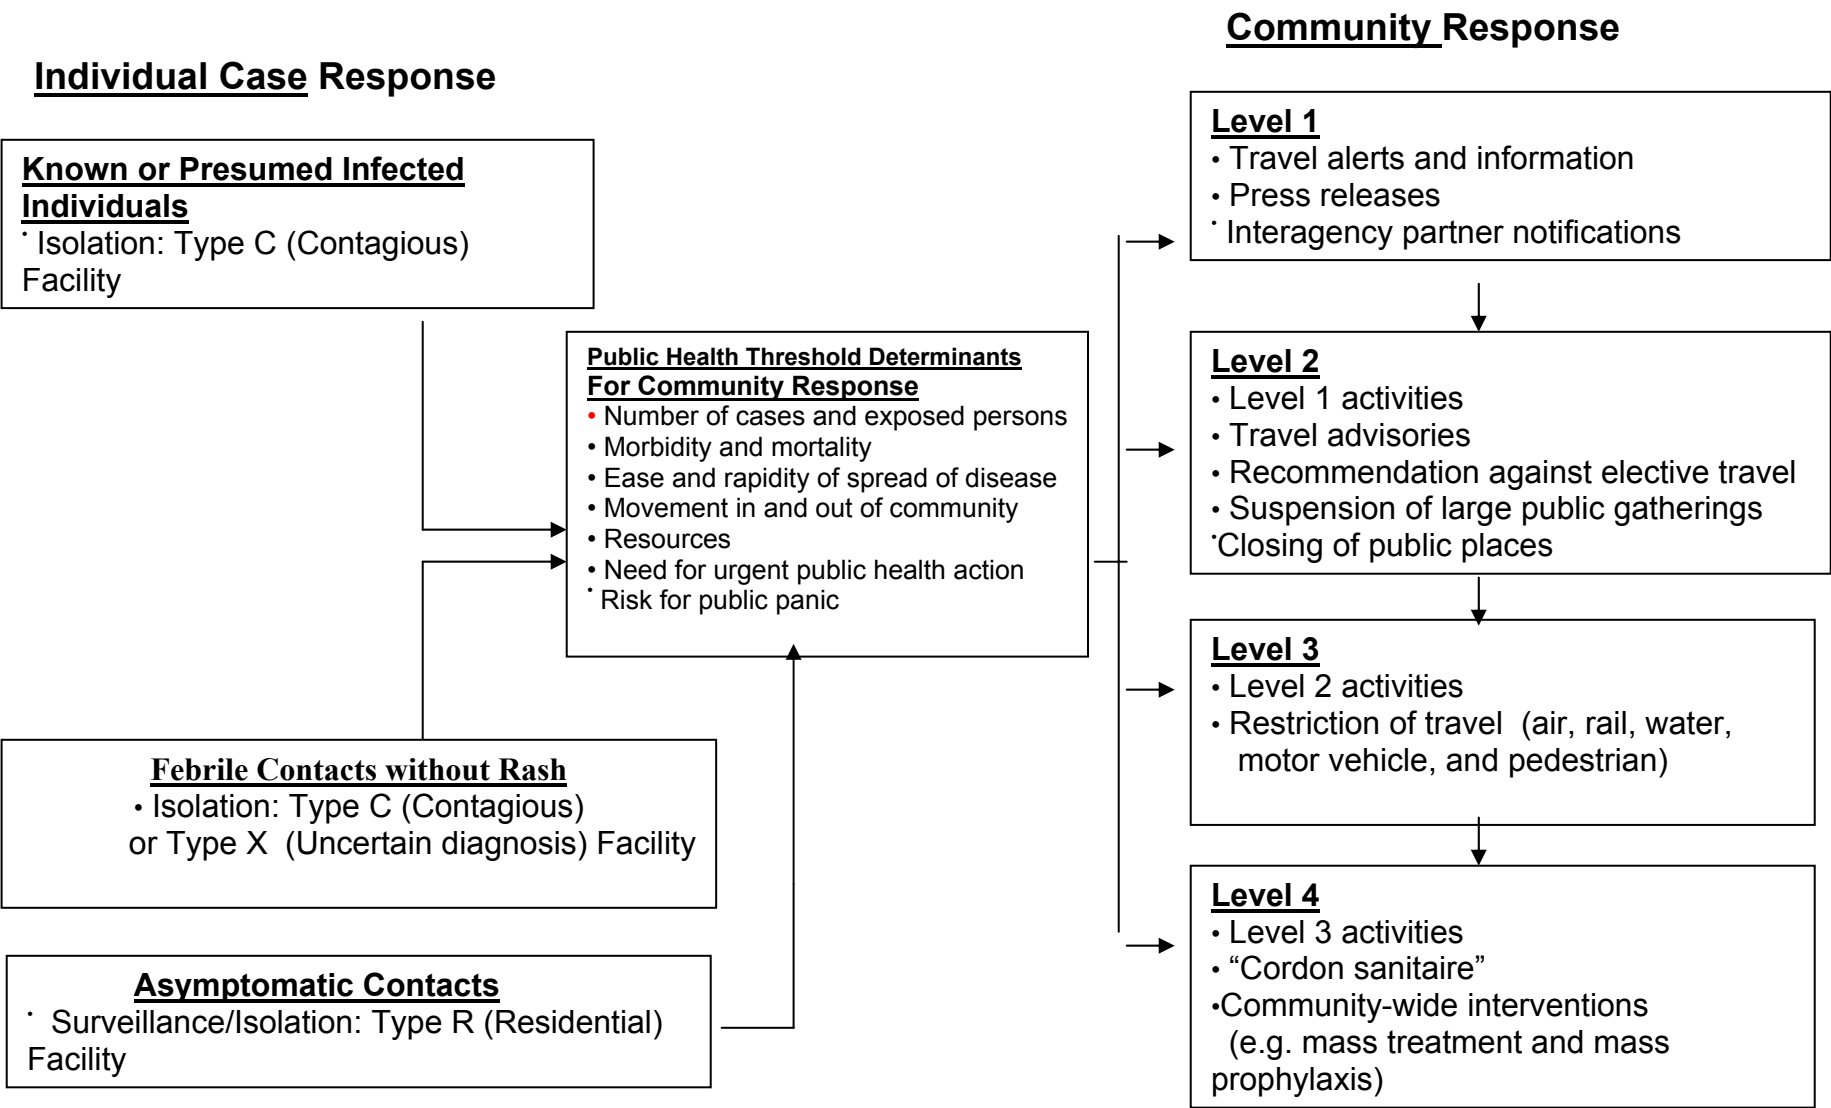 Community Response
Individual Case Response
Known or Presumed Infected
Individuals
• Isolation: Type C (Contagious)
Facility
Febrile Contacts without Rash
• Isolation: Type C (Contagious)
or Type X (Uncertain diagnosis) Facility
Asymptomatic Contacts
• Surveillance/Isolation: Type R (Residential)
Facility
Public Health Threshold Determinants
For Community Response
• Number of cases and exposed persons
• Morbidity and mortality
• Ease and rapidity of spread of disease
• Movement in and out of community
• Resources
• Need for urgent public health action
• Risk for public panic
Level 1
• Travel alerts and information
• Press releases
• Interagency partner notifications
Level 2
• Level 1 activities
• Travel advisories
• Recommendation against elective travel
• Suspension of large public gatherings
•Closing of public places
Level 3
• Level 2 activities
• Restriction of travel (air, rail, water,
motor vehicle, and pedestrian)
Level 4
• Level 3 activities
• “Cordon sanitaire”
•Community-wide interventions
(e.g. mass treatment and mass
prophylaxis)